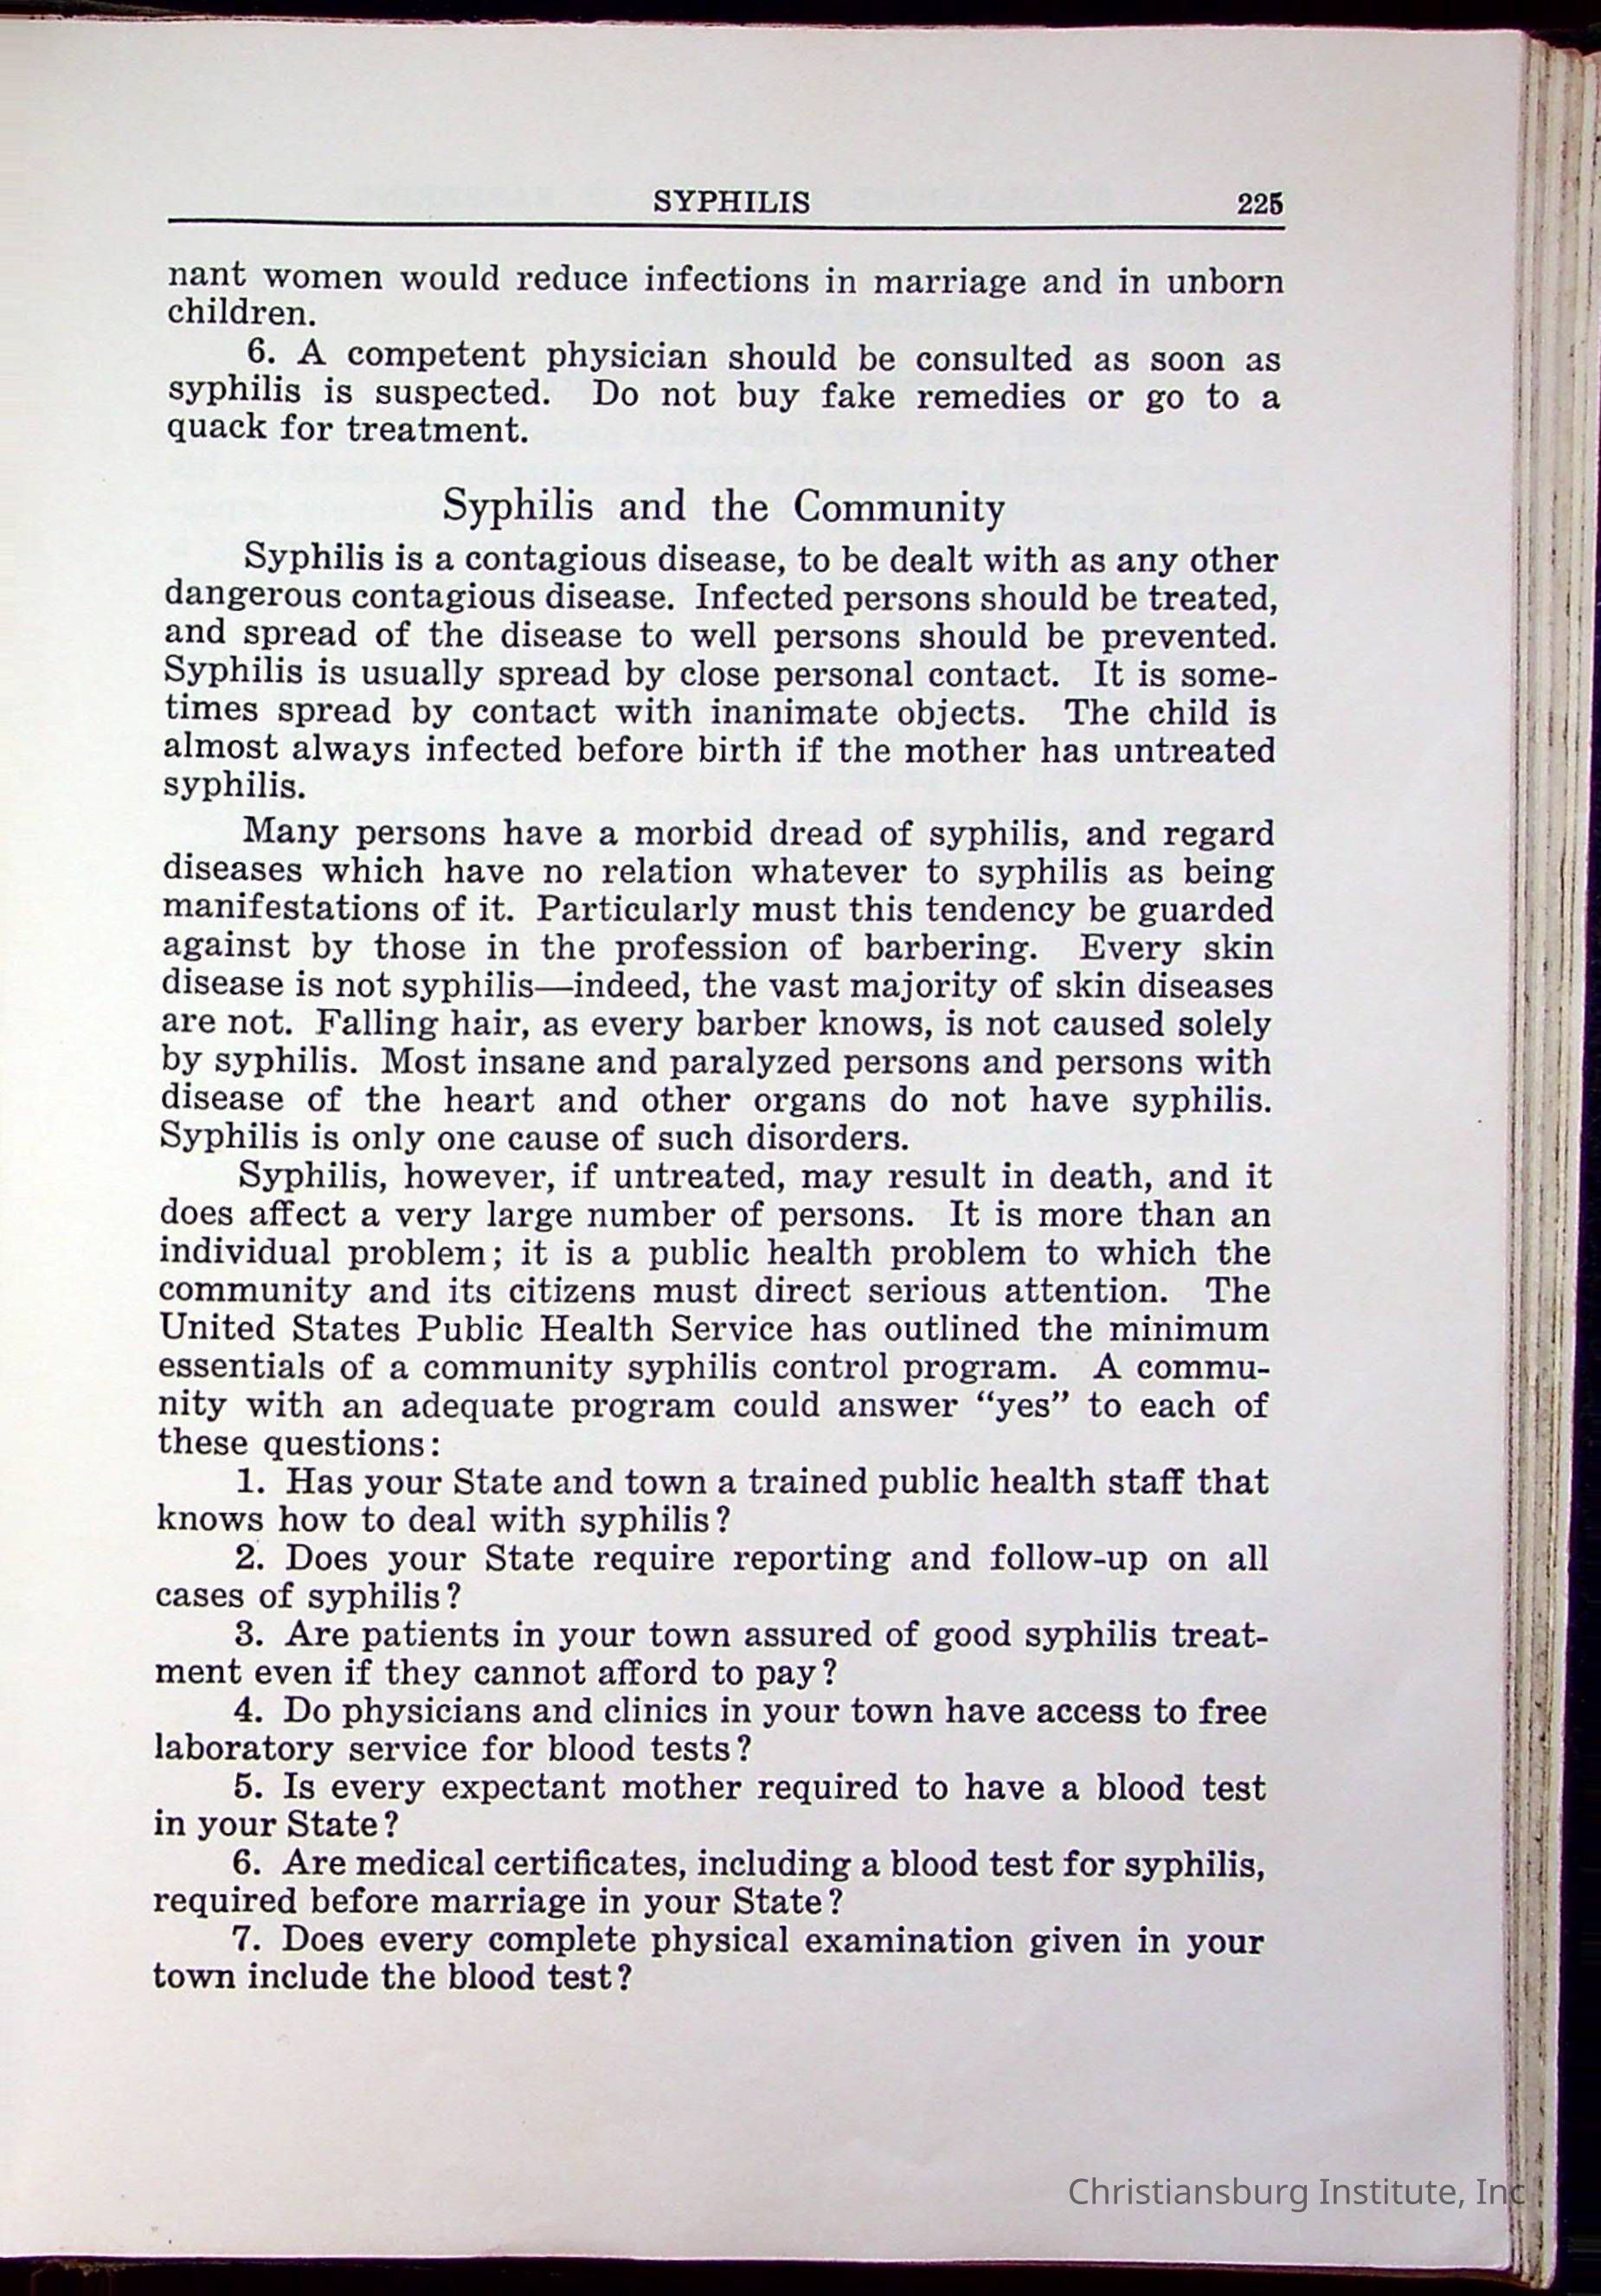 SYPHILIS 225
nant women would reduce infections in marriage and in unborn
children.
6. A competent physician should be consulted as soon as
syphilis is suspected. Do not buy fake remedies or go to a
quack for treatment.
Syphilis and the Community
Syphilis is a contagious disease, to be dealt with as any other
dangerous contagious disease. Infected persons should be treated,
and spread of the disease to well persons should be prevented.
Syphilis is usually spread by close personal contact. It is some-
times spread by contact with inanimate objects. The child is
almost always infected before birth if the mother has untreated
syphilis.
Many persons have a morbid dread of syphilis, and regard
diseases which have no relation whatever to syphilis as being
manifestations of it. Particularly must this tendency be guarded
against by those in the profession of barbering. Every skin
disease is not syphilis—indeed, the vast majority of skin diseases
are not. Falling hair, as every barber knows, is not caused solely
by syphilis. Most insane and paralyzed persons and persons with
disease of the heart and other organs do not have syphilis.
Syphilis is only one cause of such disorders.
Syphilis, however, if untreated, may result in death, and it
does affect a very large number of persons. It is more than an
individual problem; it is a public health problem to which the
community and its citizens must direct serious attention. The
United States Public Health Service has outlined the minimum
essentials of a community syphilis control program. A commu-
nity with an adequate program could answer “yes” to each of
these questions:
1. Has your State and town a trained public health staff that
knows how to deal with syphilis?
2. Does your State require reporting and follow-up on all
cases of syphilis?
3. Are patients in your town assured of good syphilis treat-
ment even if they cannot afford to pay?
4. Do physicians and clinics in your town have access to free
laboratory service for blood tests?
5. Is every expectant mother required to have a blood test
in your State?
6. Are medical certificates, including a blood test for syphilis,
required before marriage in your State?
7. Does every complete physical examination given in your
town include the blood test?
Christiansburg Institute, Inc